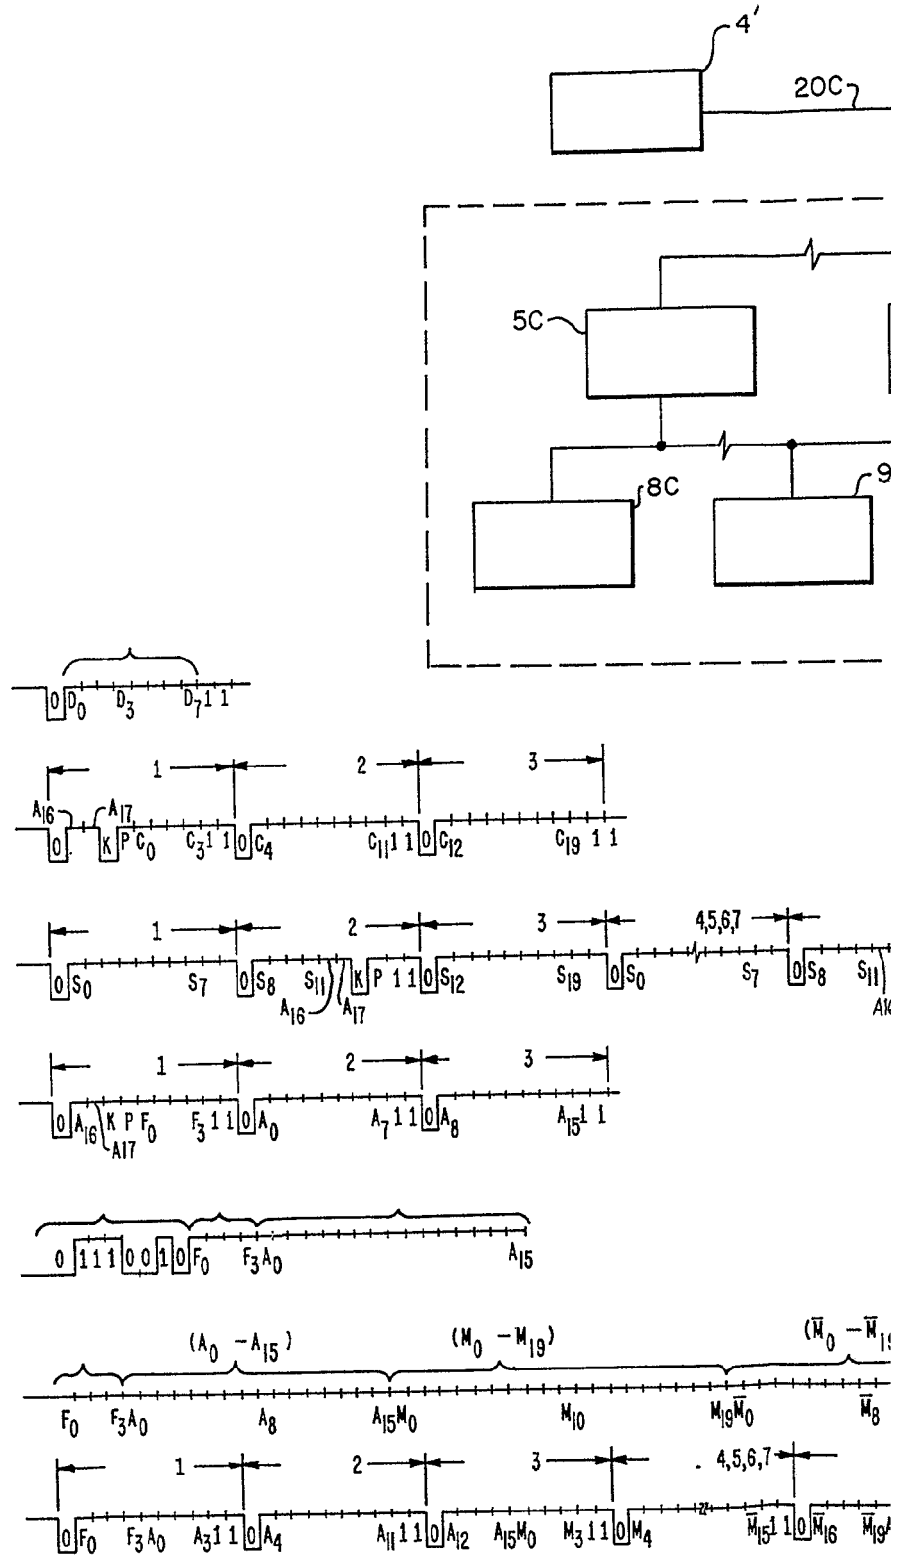 4'
20C
5C
8C
9
0 D0 D3 D7 1 1
1 2 3
A16 A17
0 K P C0 C3 1 1 0 C4 C11 1 1 0 C12 C19 1 1
1 2 3 4,5,6,7
0 S0 S7 0 S8 S11 K P 1 1 0 S12 S19 0 S0 S7 0 S8 S11
A16 A17
1 2 3
0 A16 K P F0 F3 1 1 0 A0 A7 1 1 0 A8 A15 1 1
A17
0 1 1 1 0 0 1 0 F0 F3 A0 A15
(A0 - A15) (M0 - M19) (M̅0 - M̅19
F0 F3 A0 A8 A15 M0 M10 M19 M̅0 M̅8
1 2 3 4,5,6,7
0 F0 F3 A0 A3 1 1 0 A4 A11 1 1 0 A12 A15 M0 M3 1 1 0 M4 M̅15 1 1 0 M̅16 M̅19